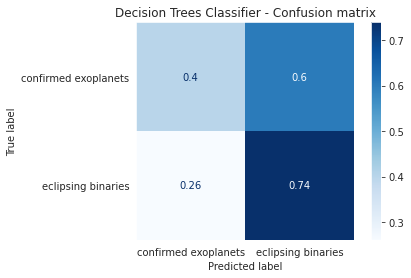 Decision Trees Classifier - Confusion matrix
True label
confirmed exoplanets
0.4
0.6
eclipsing binaries
0.26
0.74
confirmed exoplanets
eclipsing binaries
Predicted label
0.7
0.6
0.5
0.4
0.3